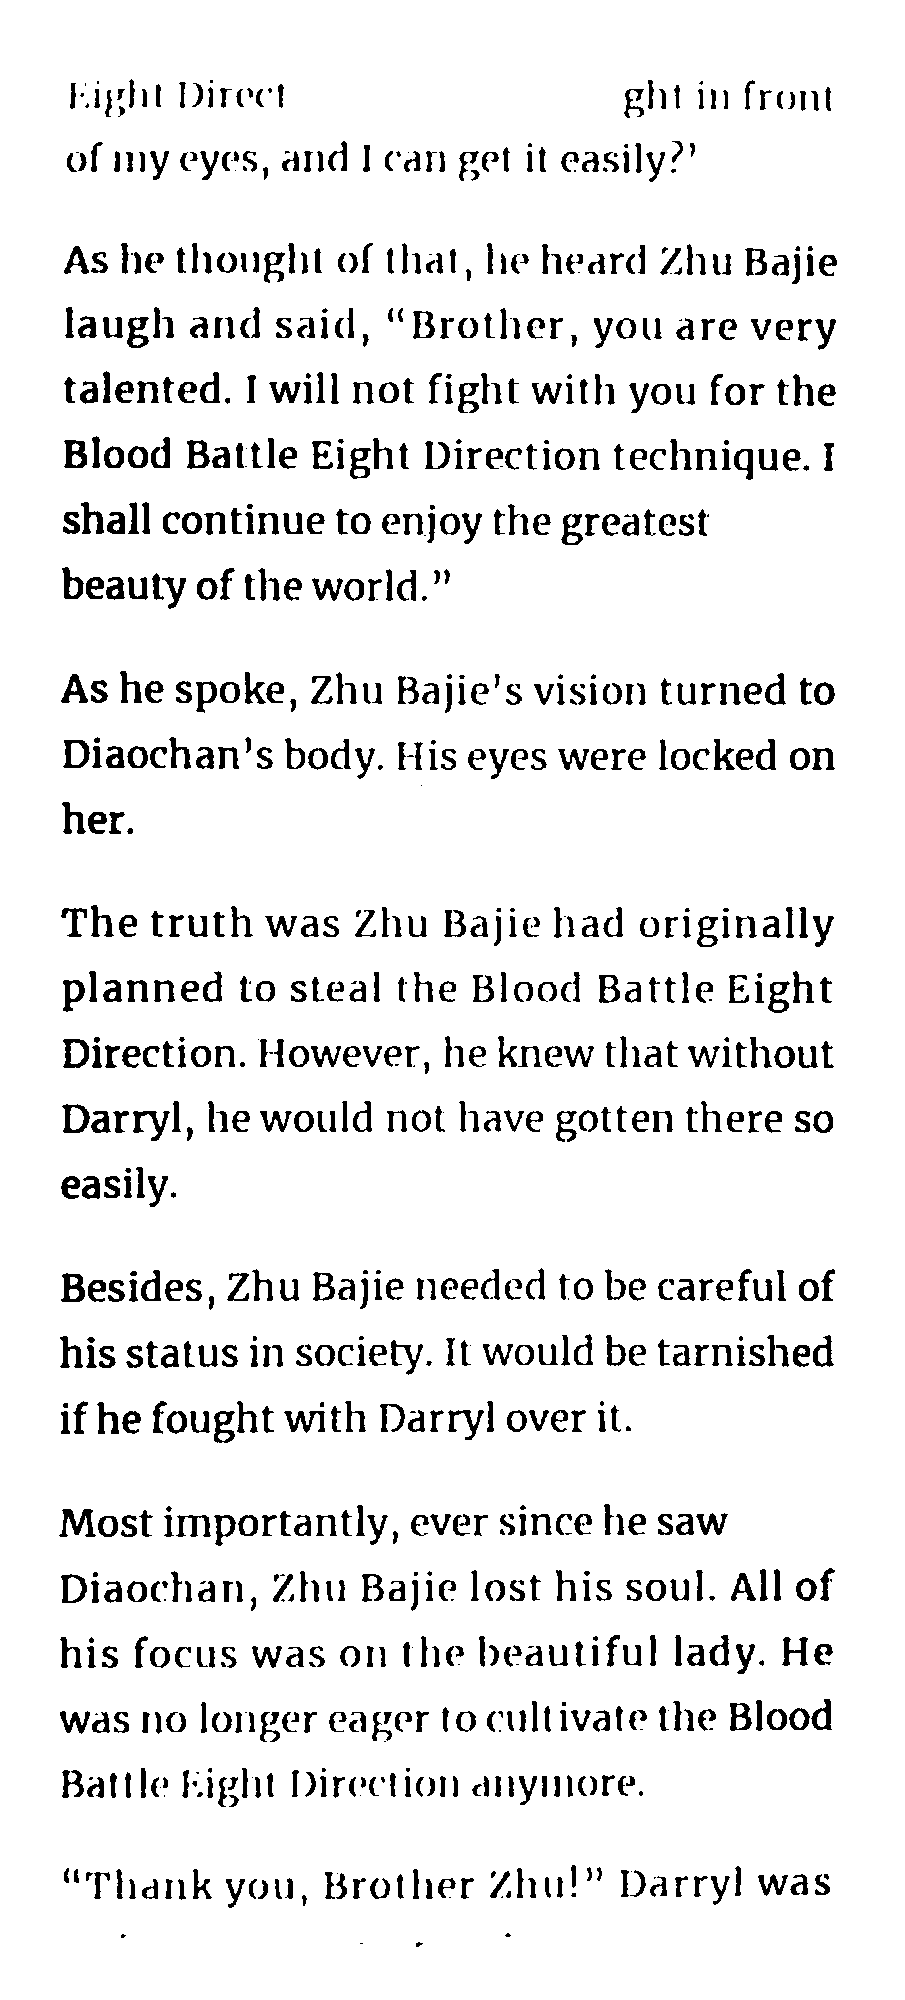 Eight Direct ght in front
of my eyes, and I can get it easily?’
As he thought of that, he heard Zhu Bajie
laugh and said, “Brother, you are very
talented. I will not fight with you for the
Blood Battle Eight Direction technique. I
shall continue to enjoy the greatest
beauty of the world.”
As he spoke, Zhu Bajie's vision turned to
Diaochan's body. His eyes were locked on
her.
The truth was Zhu Bajie had originally
planned to steal the Blood Battle Eight
Direction. However, he knew that without
Darryl, he would not have gotten there so
easily.
Besides, Zhu Bajie needed to be careful of
his status in society. It would be tarnished
if he fought with Darryl over it.
Most importantly, ever since he saw
Diaochan, Zhu Bajie lost his soul. All of
his focus was on the beautiful lady. He
was no longer eager to cultivate the Blood
Battle Eight Direction anymore.
“Thank you, Brother Zhu!” Darryl was